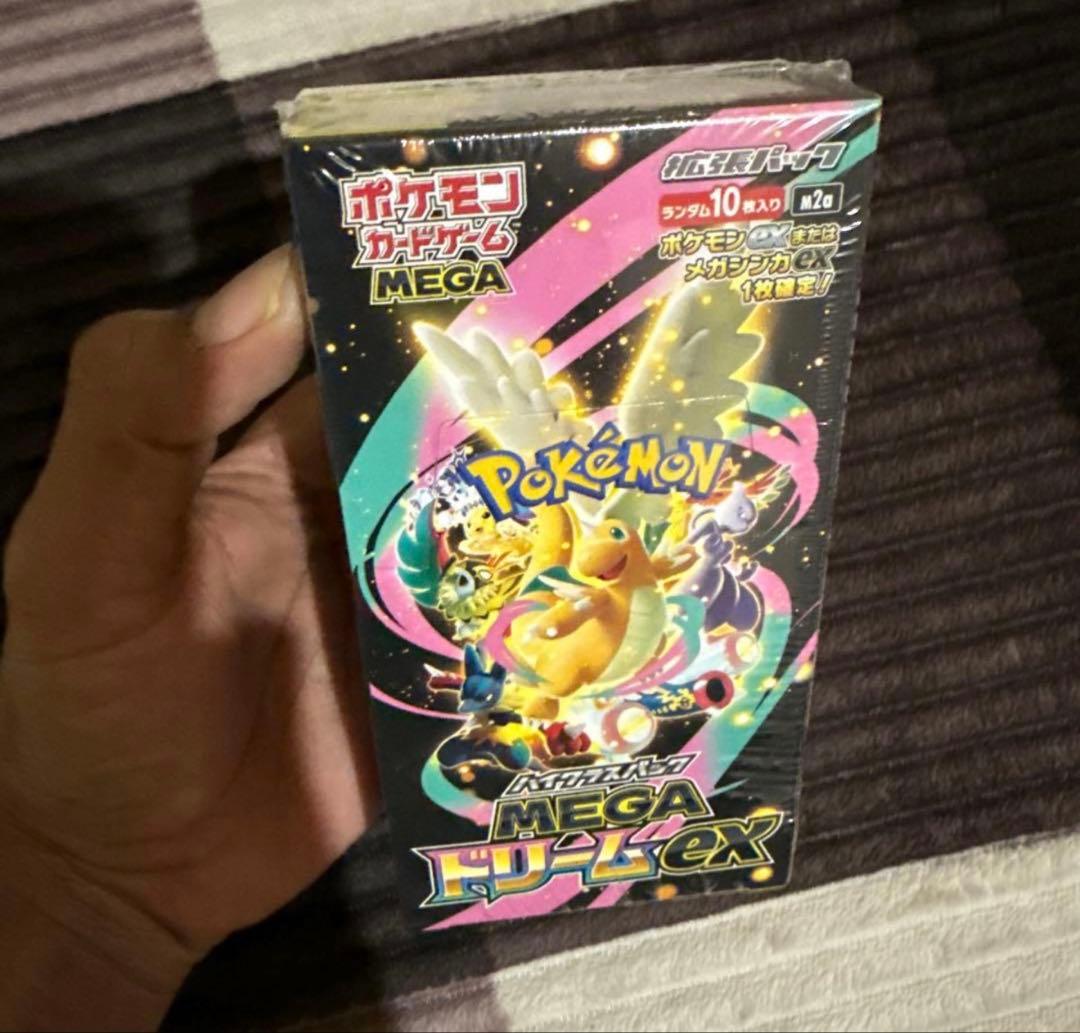 ポケモン
カードゲーム
MEGA
拡張パック
ランダム10枚入り M2a
ポケモンexまたは
メガシンカex
1枚確定!
POKéMON
ハイクラスパック
MEGA
ドリームex